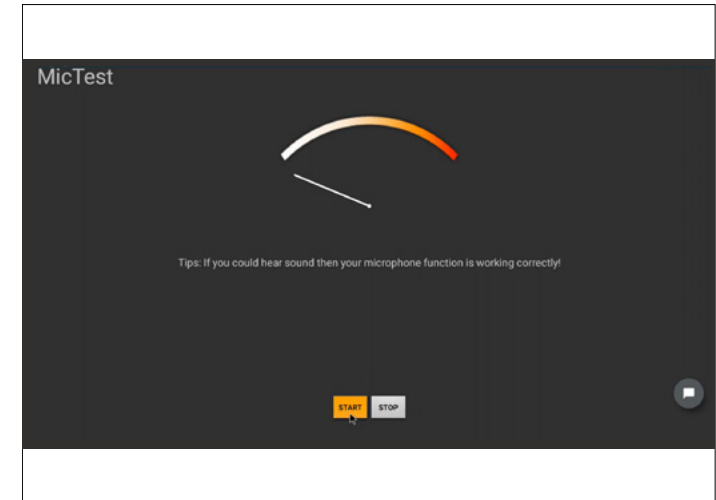 MicTest
Tips: If you could hear sound then your microphone function is working correctly!
START STOP